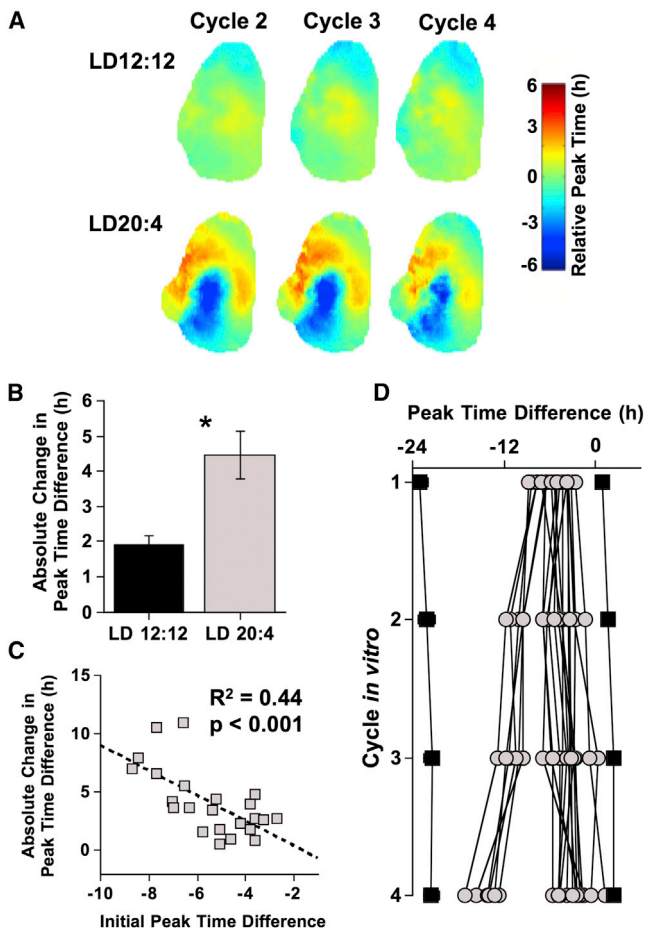 A
Cycle 2 Cycle 3 Cycle 4
LD12:12
LD20:4
6
3
0
-3
-6
Relative Peak Time (h)
B
Absolute Change in
Peak Time Difference (h)
6
5
4
3
2
1
0
*
LD 12:12 LD 20:4
C
Absolute Change in
Peak Time Difference (h)
15
10
5
0
R² = 0.44
p < 0.001
-10 -8 -6 -4 -2
Initial Peak Time Difference
D
Peak Time Difference (h)
-24 -12 0
Cycle in vitro
1
2
3
4